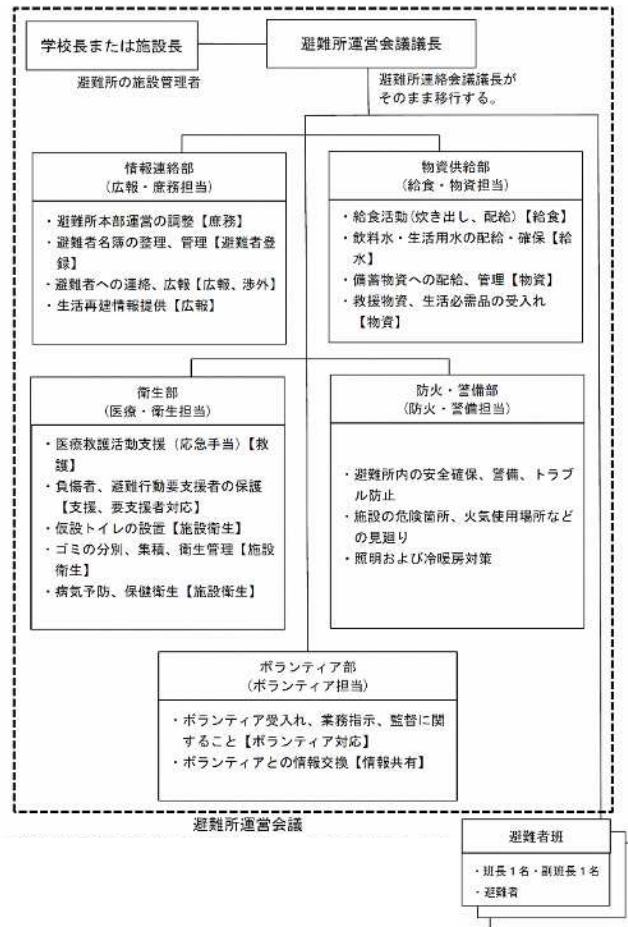 学校長または施設長
避難所運営会議議長
避難所の施設管理者
避難所連絡会議議長が
そのまま移行する。
情報連絡部
(広報・庶務担当)
・避難所本部運営の調整【庶務】
・避難者名簿の整理、管理【避難者登
録】
・避難者への連絡、広報【広報、渉外】
・生活再建情報提供【広報】
物資供給部
(給食・物資担当)
・給食活動(炊き出し、配給)【給食】
・飲料水・生活用水の配給・確保【給
水】
・備蓄物資への配給、管理【物資】
・救援物資、生活必需品の受入れ
【物資】
衛生部
(医療・衛生担当)
・医療救護活動支援（応急手当)【救
護】
・負傷者、避難行動要支援者の保護
【支援、要支援者対応】
・仮設トイレの設置【施設衛生】
・ゴミの分別、集積、衛生管理【施設
衛生】
・病気予防、保健衛生【施設衛生】
防火・警備部
(防火・警備担当)
・避難所内の安全確保、警備、トラブ
ル防止
・施設の危険箇所、火気使用場所など
の見廻り
・照明および冷暖房対策
ボランティア部
(ボランティア担当)
・ボランティア受入れ、業務指示、監督に関
すること【ボランティア対応】
・ボランティアとの情報交換【情報共有】
避難所運営会議
避難者班
・班長１名・副班長１名
・避難者